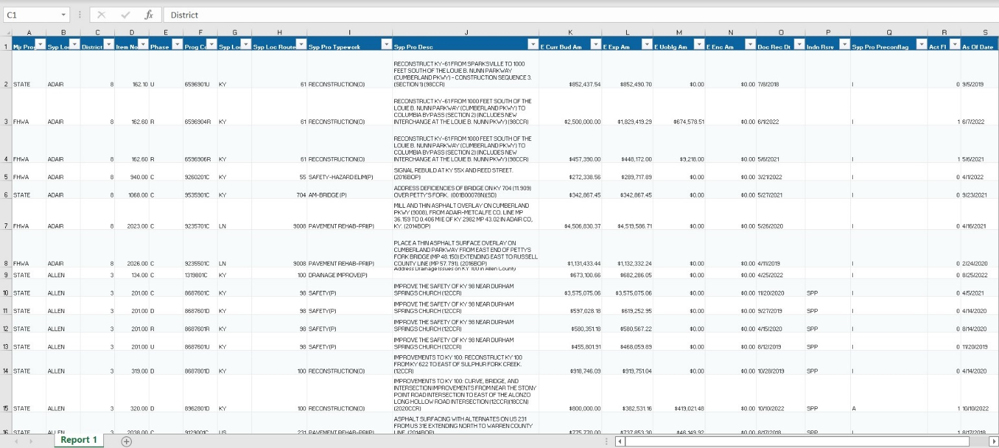 C1 fx District
A B C D E F G H I J K L M N O P Q R S
1 Mjr Prog Syp Loc District Item No Phase Prog Co Syp Loc Syp Loc Route Syp Pro Typework Syp Pro Desc E Curr Bud Am E Exp Am E Uoblg Am E Enc Am Doc Rec Dt Indn Rsrv Syp Pro Preconflag Act Fl As Of Date
RECONSTRUCT KY-61 FROM SPARKSVILLE TO 1000
FEET SOUTH OF THE LOUIE B. NUNN PARKWAY
(CUMBERLAND PKWY) - CONSTRUCTION SEQUENCE 3.
2 STATE ADAIR 8 162.10 U 6596901U KY 61 RECONSTRUCTION(O) (SECTION 1) (98CCR) $852,437.54 $852,490.70 $0.00 $0.00 7/8/2018 I 0 9/5/2019
RECONSTRUCT KY-61 FROM 1000 FEET SOUTH OF THE
LOUIE B. NUNN PARKWAY (CUMBERLAND PKWY) TO
COLUMBIA BYPASS (SECTION 2) (INCLUDES NEW
3 FHWA ADAIR 8 162.60 R 6596904R KY 61 RECONSTRUCTION(O) INTERCHANGE AT THE LOUIE B. NUNN PKWY) (98CCR) $2,500,000.00 $1,829,419.29 $674,578.51 $0.00 6/1/2022 I 1 6/7/2022
RECONSTRUCT KY-61 FROM 1000 FEET SOUTH OF THE
LOUIE B. NUNN PARKWAY (CUMBERLAND PKWY) TO
COLUMBIA BYPASS (SECTION 2) (INCLUDES NEW
4 FHWA ADAIR 8 162.60 R 6596906R KY 61 RECONSTRUCTION(O) INTERCHANGE AT THE LOUIE B. NUNN PKWY) (98CCR) $457,390.00 $448,172.00 $9,218.00 $0.00 5/6/2021 I 1 5/6/2021
SIGNAL REBUILD AT KY 55X AND REED STREET.
5 FHWA ADAIR 8 940.00 C 9260201C KY 55 SAFETY-HAZARD ELIM(P) (2016BOP) $272,338.56 $289,717.89 $0.00 $0.00 3/21/2022 I 0 4/1/2022
ADDRESS DEFICIENCIES OF BRIDGE ON KY 704 (11.909)
6 STATE ADAIR 8 1068.00 C 9535901C KY 704 AM-BRIDGE (P) OVER PETTY'S FORK. (001B00078N)(SD) $342,867.45 $342,867.45 $0.00 $0.00 5/27/2021 I 0 9/23/2021
MILL AND THIN ASPHALT OVERLAY ON CUMBERLAND
PKWY (9008), FROM ADAIR-METCALFE CO. LINE MP
36.159 TO 0.406 MI E OF KY 2982 MP 43.02 IN ADAIR CO,
7 FHWA ADAIR 8 2023.00 C 9235701C LN 9008 PAVEMENT REHAB-PRI(P) KY. (2014BOP) $4,506,830.37 $4,519,586.71 $0.00 $0.00 5/26/2020 I 0 4/16/2021
PLACE A THIN ASPHALT SURFACE OVERLAY ON
CUMBERLAND PARKWAY FROM EAST END OF PETTYS
FORK BRIDGE (MP 48.150) EXTENDING EAST TO RUSSELL
8 FHWA ADAIR 8 2026.00 C 9235501C LN 9008 PAVEMENT REHAB-PRI(P) COUNTY LINE (MP 57.791). (2016BOP) $1,131,433.44 $1,132,332.24 $0.00 $0.00 4/11/2019 I 0 2/24/2020
Address Drainage Issues on KY 100 in Allen County
9 STATE ALLEN 3 134.00 C 1319801C KY 100 DRAINAGE IMPROVE(P) $673,100.66 $682,286.05 $0.00 $0.00 4/25/2022 I 0 8/25/2022
IMPROVE THE SAFETY OF KY 98 NEAR DURHAM
10 STATE ALLEN 3 201.00 C 8687601C KY 98 SAFETY(P) SPRINGS CHURCH (12CCR) $3,575,075.06 $3,575,075.06 $0.00 $0.00 11/20/2020 SPP I 0 4/5/2021
IMPROVE THE SAFETY OF KY 98 NEAR DURHAM
11 STATE ALLEN 3 201.00 D 8687601D KY 98 SAFETY(P) SPRINGS CHURCH (12CCR) $597,028.18 $619,252.95 $0.00 $0.00 9/27/2019 SPP I 0 4/14/2020
IMPROVE THE SAFETY OF KY 98 NEAR DURHAM
12 STATE ALLEN 3 201.00 R 8687601R KY 98 SAFETY(P) SPRINGS CHURCH (12CCR) $580,351.18 $580,567.22 $0.00 $0.00 4/15/2020 SPP I 0 8/14/2020
IMPROVE THE SAFETY OF KY 98 NEAR DURHAM
13 STATE ALLEN 3 201.00 U 8687601U KY 98 SAFETY(P) SPRINGS CHURCH (12CCR) $455,801.91 $468,059.89 $0.00 $0.00 8/12/2019 SPP I 0 11/20/2019
IMPROVEMENTS TO KY 100: RECONSTRUCT KY 100
FROM KY 622 TO EAST OF SULPHUR FORK CREEK.
14 STATE ALLEN 3 319.00 D 8687801D KY 100 RECONSTRUCTION(O) (12CCR) $918,746.09 $919,751.04 $0.00 $0.00 10/28/2019 SPP I 0 4/14/2020
IMPROVEMENTS TO KY 100: CURVE, BRIDGE, AND
INTERSECTION IMPROVEMENTS FROM NEAR THE STONY
POINT ROAD INTERSECTION TO EAST OF THE ALONZO
LONG HOLLOW ROAD INTERSECTION (12CCR)(18CCN)
15 STATE ALLEN 3 320.00 D 8962801D KY 100 RECONSTRUCTION(O) (2020CCR) $800,000.00 $382,531.16 $419,021.48 $0.00 10/10/2022 SPP A 1 10/10/2022
ASPHALT SURFACING WITH ALTERNATES ON US 231
FROM US 31E EXTENDING NORTH TO WARREN COUNTY
16 STATE ALLEN 3 2038.00 C 9129001C US 231 PAVEMENT REHAB-PRI(P) LINE. (2014BOP) $775,770.00 $737,853.30 $46,149.92 $0.00 8/17/2018 SPP I 1 8/17/2018
Report 1